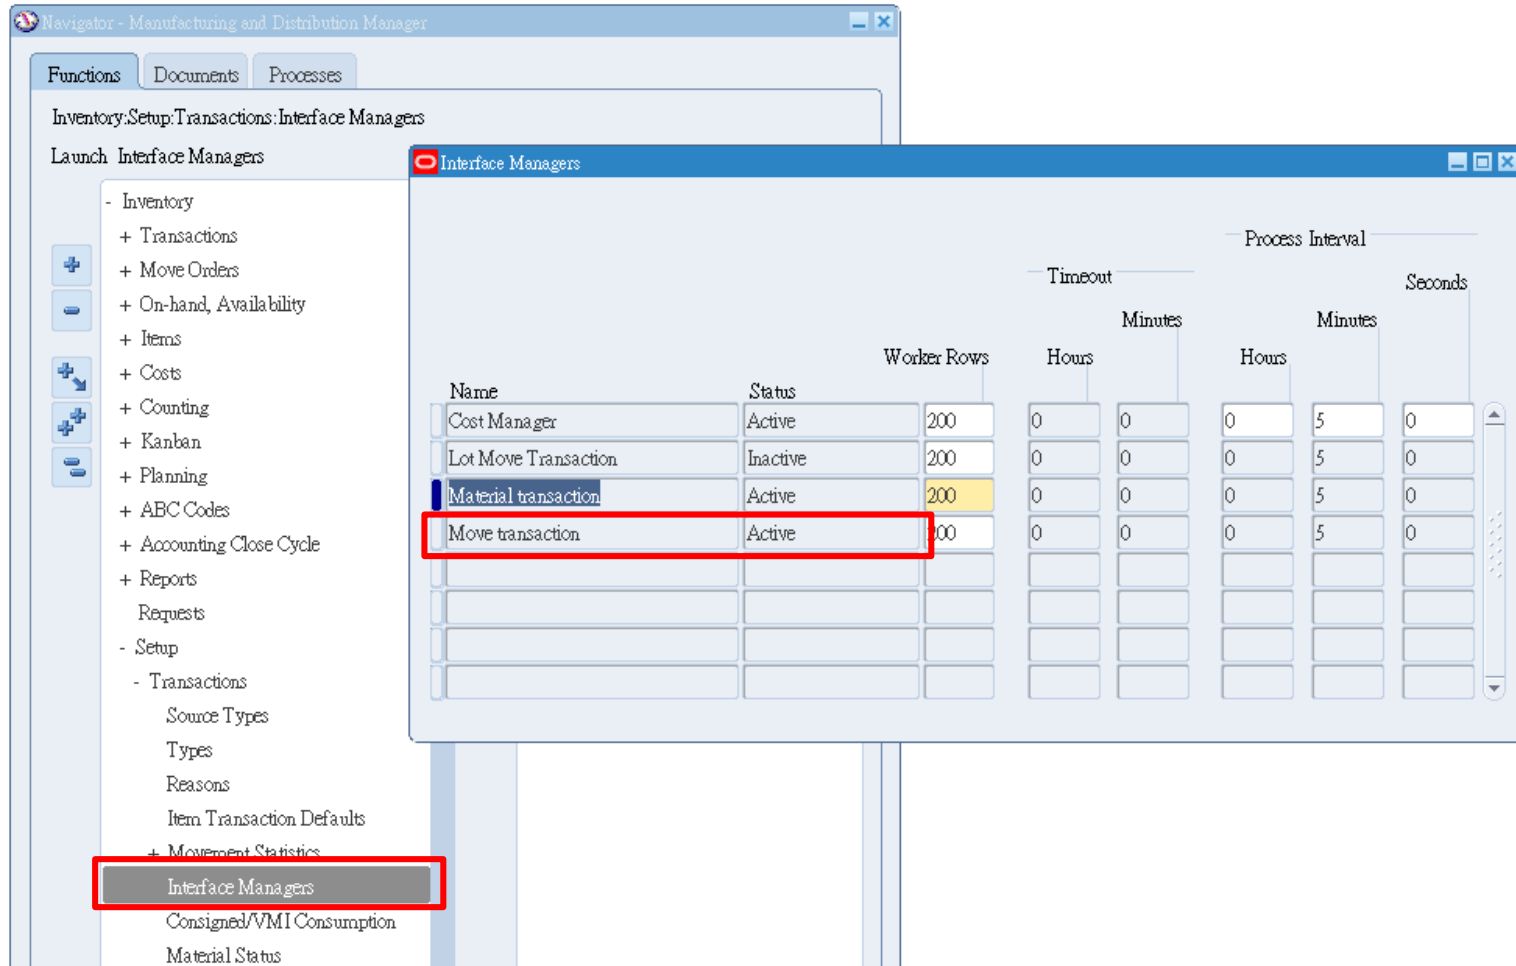 Navigator - Manufacturing and Distribution Manager
Functions Documents Processes
Inventory:Setup:Transactions:Interface Managers
Launch Interface Managers
- Inventory
+ Transactions
+ Move Orders
+ On-hand, Availability
+ Items
+ Costs
+ Counting
+ Kanban
+ Planning
+ ABC Codes
+ Accounting Close Cycle
+ Reports
Requests
- Setup
- Transactions
Source Types
Types
Reasons
Item Transaction Defaults
+ Movement Statistics
Interface Managers
Consigned/VMI Consumption
Material Status
Interface Managers
Process Interval
Timeout Seconds
Minutes Minutes
Worker Rows Hours Hours
Name Status
Cost Manager Active 200 0 0 0 5 0
Lot Move Transaction Inactive 200 0 0 0 5 0
Material transaction Active 200 0 0 0 5 0
Move transaction Active 200 0 0 0 5 0